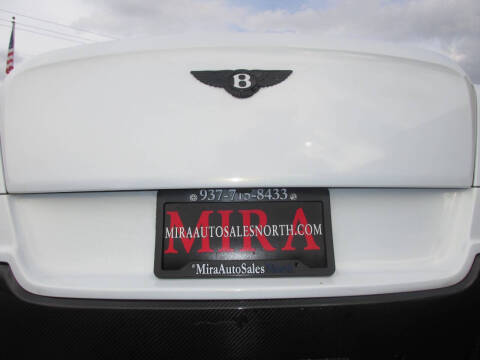 B
937-715-8433
MIRA
MIRAAUTOSALESNORTH.COM
MiraAutoSales